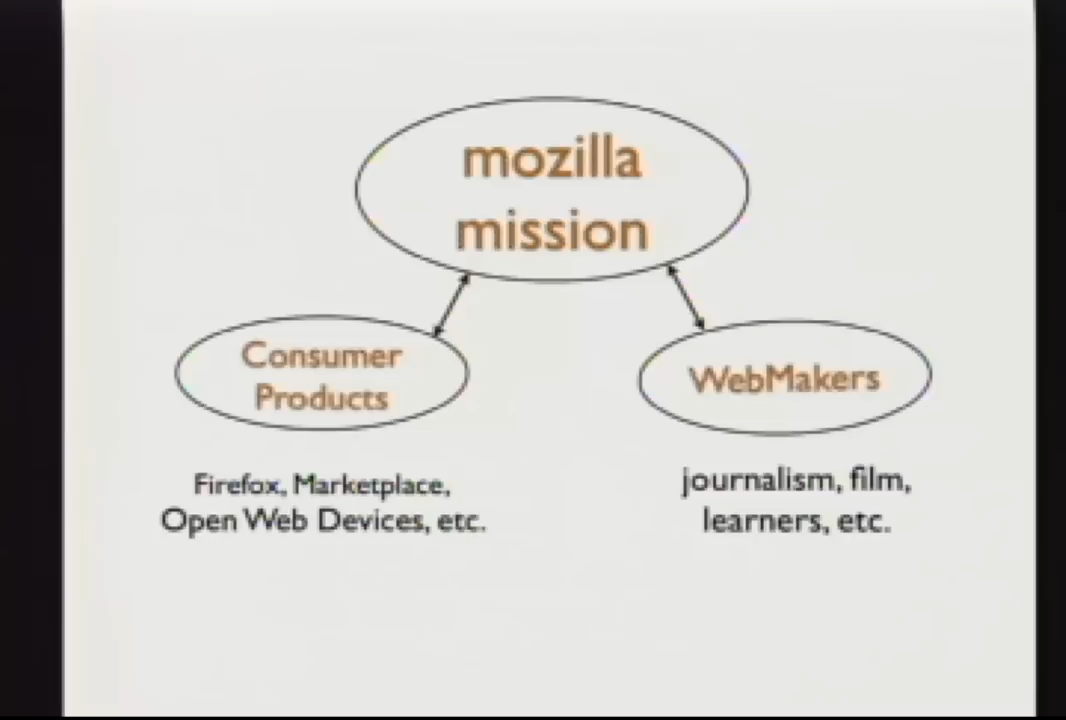 mozilla
mission
Consumer
Products
WebMakers
Firefox, Marketplace,
Open Web Devices, etc.
journalism, film,
learners, etc.